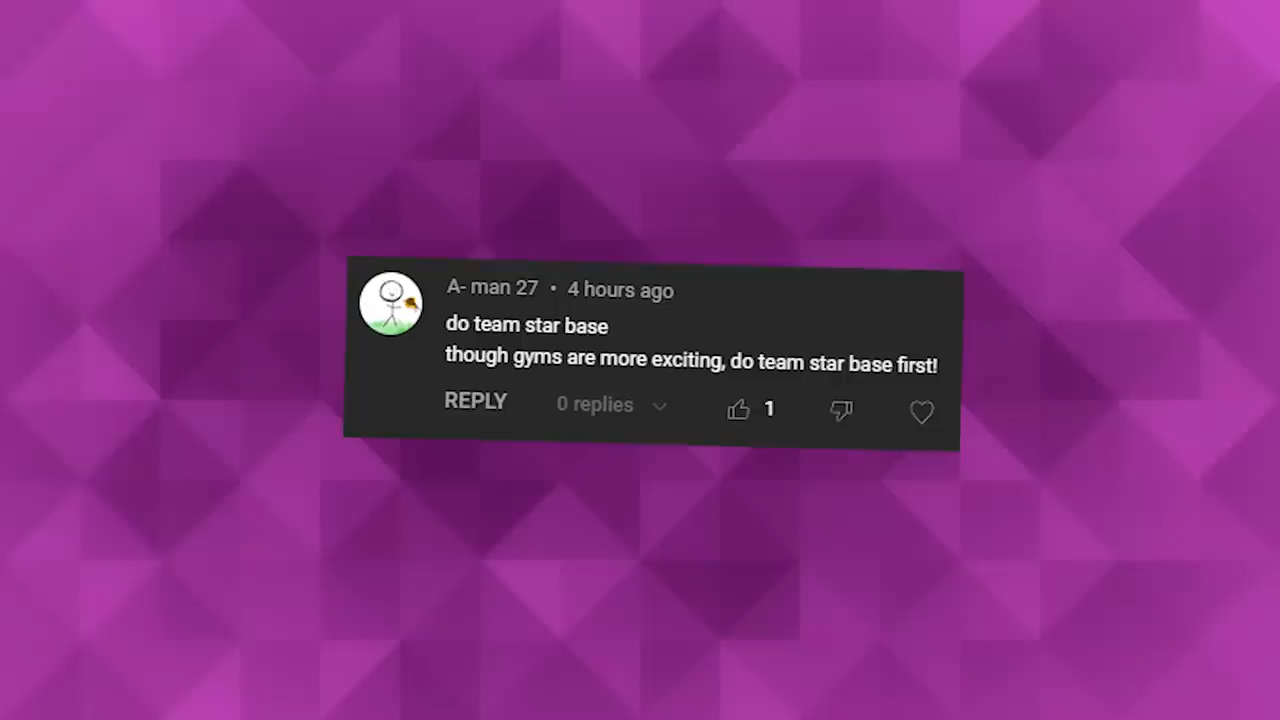 A- man 27 • 4 hours ago
do team star base
though gyms are more exciting, do team star base first!
REPLY 0 replies 1